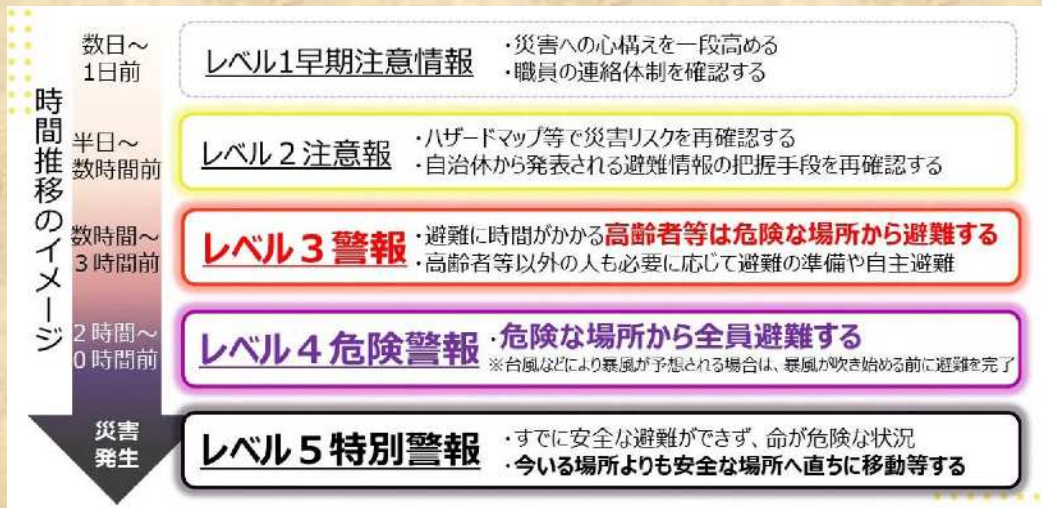 時間推移のイメージ
数日～
1日前
レベル1早期注意情報
・災害への心構えを一段高める
・職員の連絡体制を確認する
半日～
数時間前
レベル２注意報
・ハザードマップ等で災害リスクを再確認する
・自治休から発表される避難情報の把握手段を再確認する
数時間～
３時間前
レベル３警報
・避難に時間がかかる高齢者等は危険な場所から避難する
・高齢者等以外の人も必要に応じて避難の準備や自主避難
２時間～
０時間前
レベル４危険警報
・危険な場所から全員避難する
※台風などにより暴風が予想される場合は、暴風が吹き始める前に避難を完了
災害
発生
レベル５特別警報
・すでに安全な避難ができず、命が危険な状況
・今いる場所よりも安全な場所へ直ちに移動等する